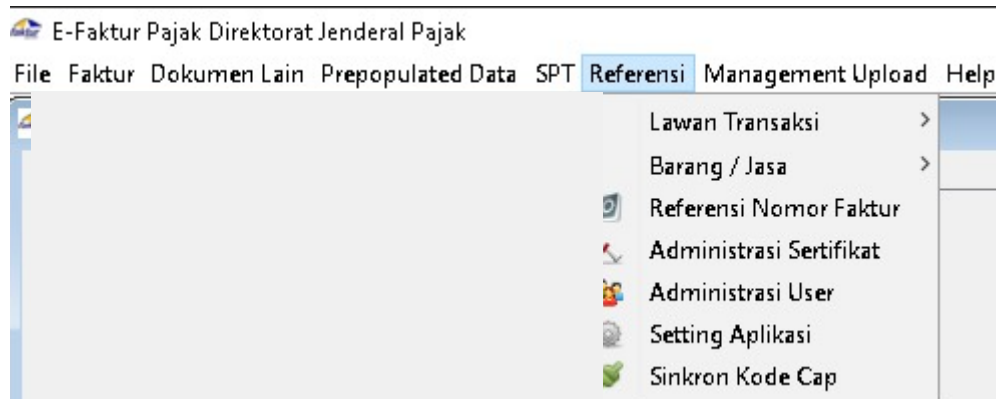 E-Faktur Pajak Direktorat Jenderal Pajak
File Faktur Dokumen Lain Prepopulated Data SPT Referensi Management Upload Help
Lawan Transaksi
Barang / Jasa
Referensi Nomor Faktur
Administrasi Sertifikat
Administrasi User
Setting Aplikasi
Sinkron Kode Cap